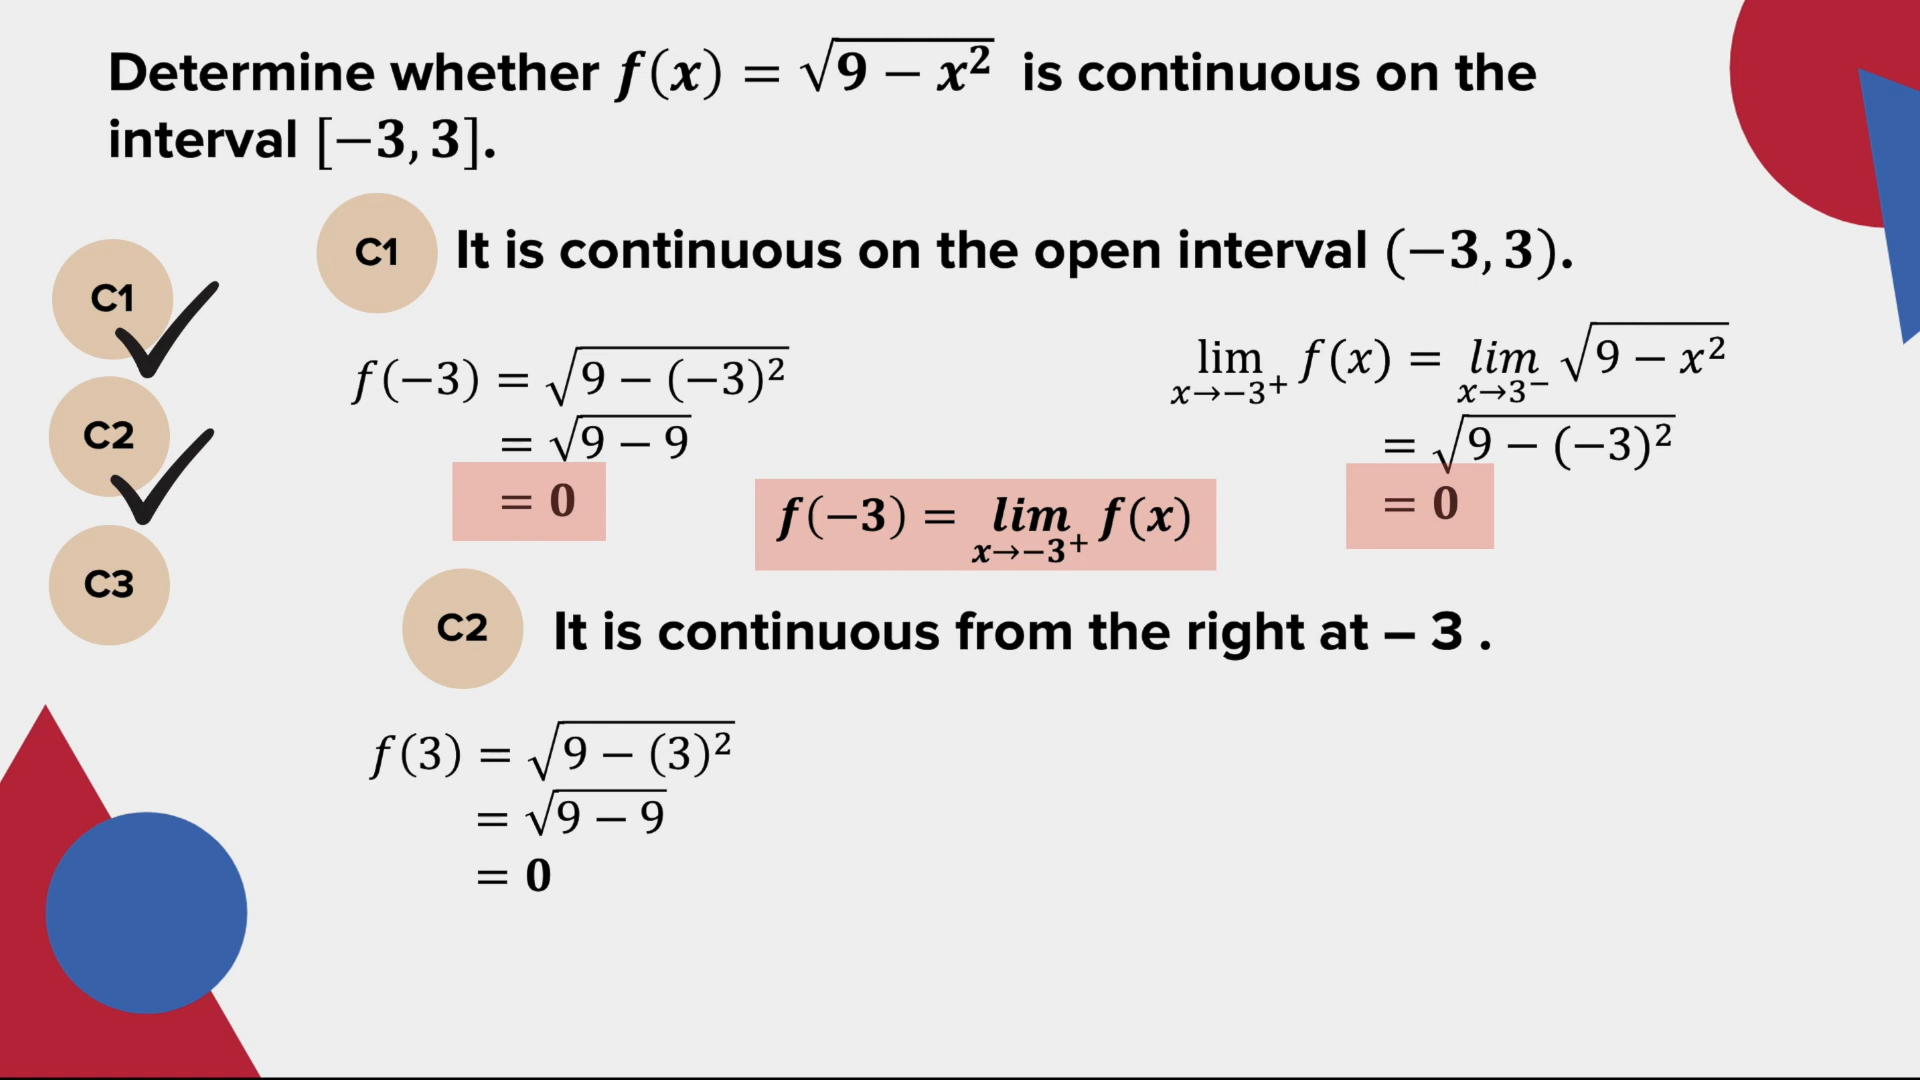 Determine whether f(x) = √9 − x² is continuous on the
interval [−3, 3].
C1 It is continuous on the open interval (−3, 3).
C1
C2
C3
f(−3) = √9 − (−3)²
= √9 − 9
= 0
lim x→−3⁺ f(x) = lim x→3⁻ √9 − x²
= √9 − (−3)²
= 0
f(−3) = lim x→−3⁺ f(x)
C2 It is continuous from the right at – 3 .
f(3) = √9 − (3)²
= √9 − 9
= 0